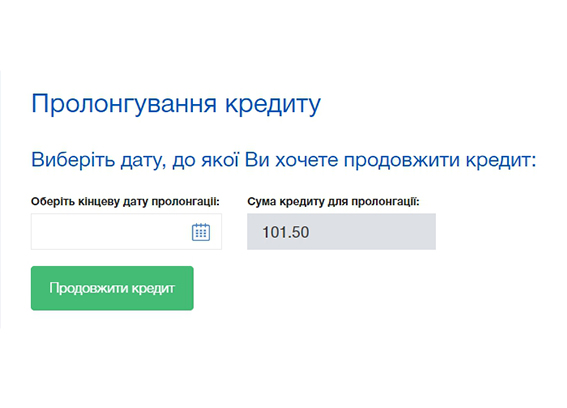 Пролонгування кредиту
Виберіть дату, до якої Ви хочете продовжити кредит:
Оберіть кінцеву дату пролонгації: Сума кредиту для пролонгації:
101.50
Продовжити кредит